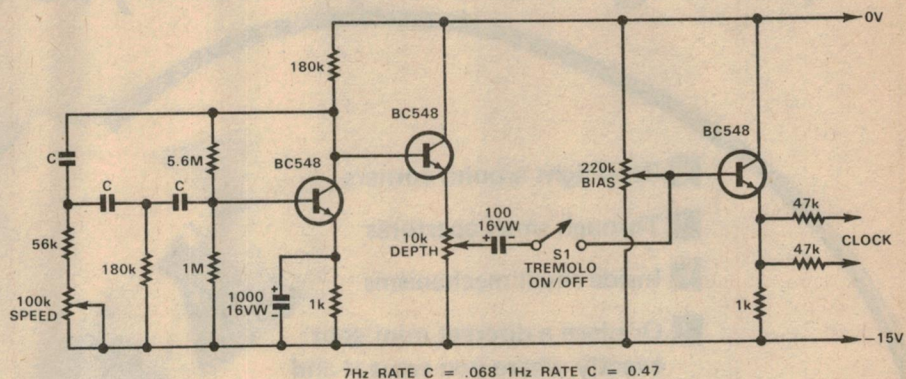 0V
180k
BC548
BC548
C
5.6M
BC548
220k
BIAS
C
C
47k
56k
180k
1M
10k
DEPTH
100
16VW
+
-
S1
TREMOLO
ON/OFF
47k
CLOCK
100k
SPEED
+
1000
16VW
-
1k
1k
-15V
7Hz RATE C = .068 1Hz RATE C = 0.47